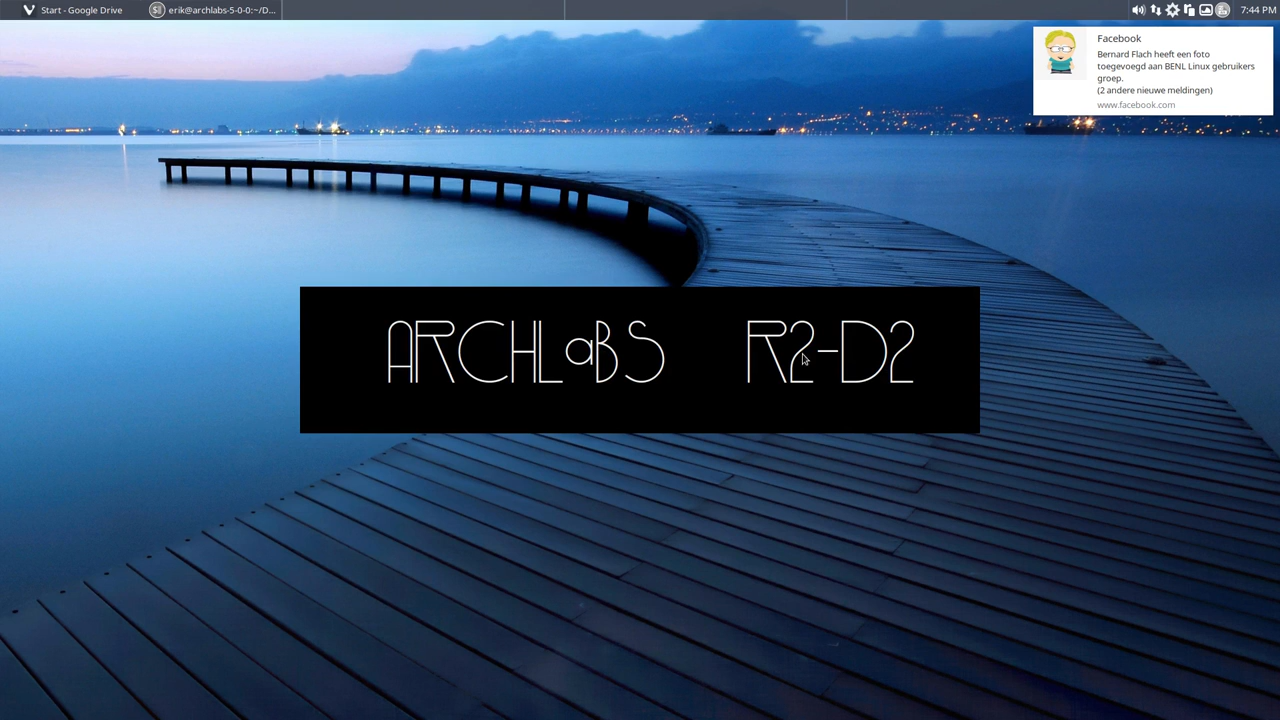 Start - Google Drive
erik@archlabs-5-0-0:~/D...
7:44 PM
Facebook
Bernard Flach heeft een foto
toegevoegd aan BENL Linux gebruikers
groep.
(2 andere nieuwe meldingen)
www.facebook.com
ARCHLaBS R2-D2